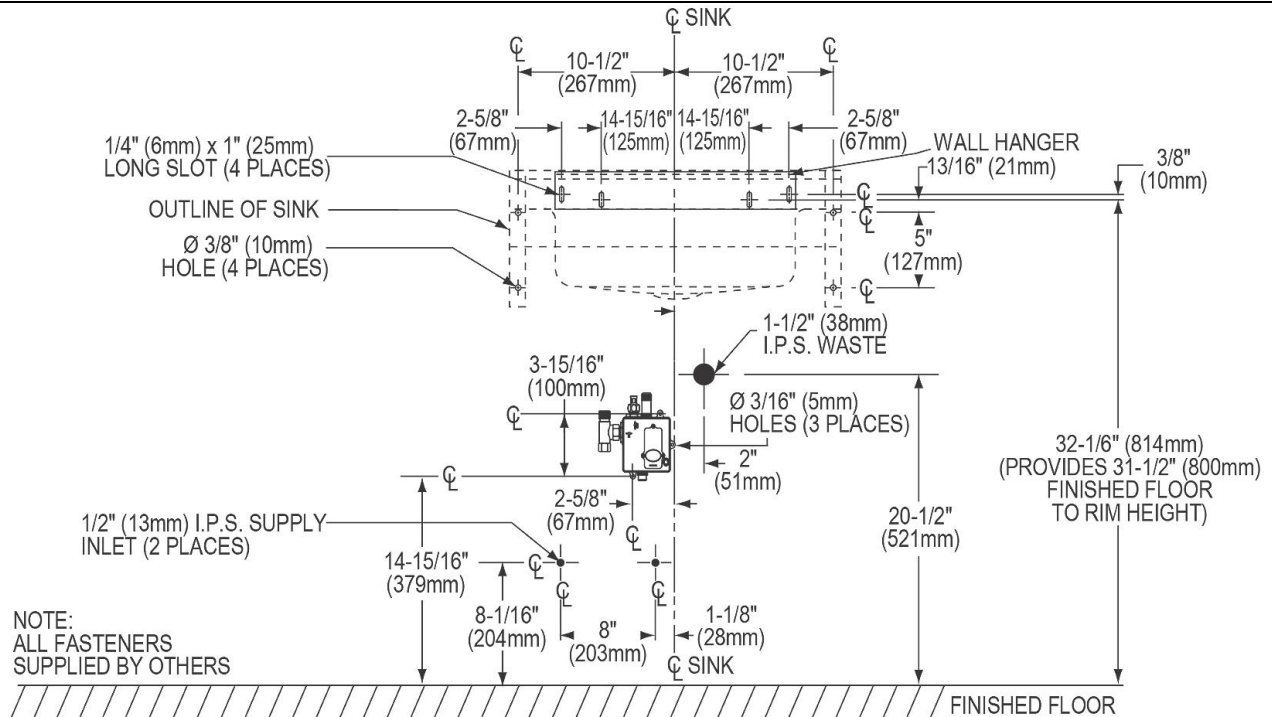 ℄ SINK
℄
℄
10-1/2"
(267mm)
10-1/2"
(267mm)
2-5/8"
(67mm)
14-15/16"
(125mm)
14-15/16"
(125mm)
2-5/8"
(67mm)
1/4" (6mm) x 1" (25mm)
LONG SLOT (4 PLACES)
WALL HANGER
13/16" (21mm)
3/8"
(10mm)
℄
℄
OUTLINE OF SINK
5"
(127mm)
Ø 3/8" (10mm)
HOLE (4 PLACES)
℄
1-1/2" (38mm)
I.P.S. WASTE
3-15/16"
(100mm)
℄
Ø 3/16" (5mm)
HOLES (3 PLACES)
2"
(51mm)
32-1/6" (814mm)
(PROVIDES 31-1/2" (800mm)
FINISHED FLOOR
TO RIM HEIGHT)
℄
2-5/8"
(67mm)
℄
20-1/2"
(521mm)
1/2" (13mm) I.P.S. SUPPLY
INLET (2 PLACES)
14-15/16"
(379mm)
℄
℄
℄
8-1/16"
(204mm)
8"
(203mm)
1-1/8"
(28mm)
NOTE:
ALL FASTENERS
SUPPLIED BY OTHERS
℄ SINK
FINISHED FLOOR